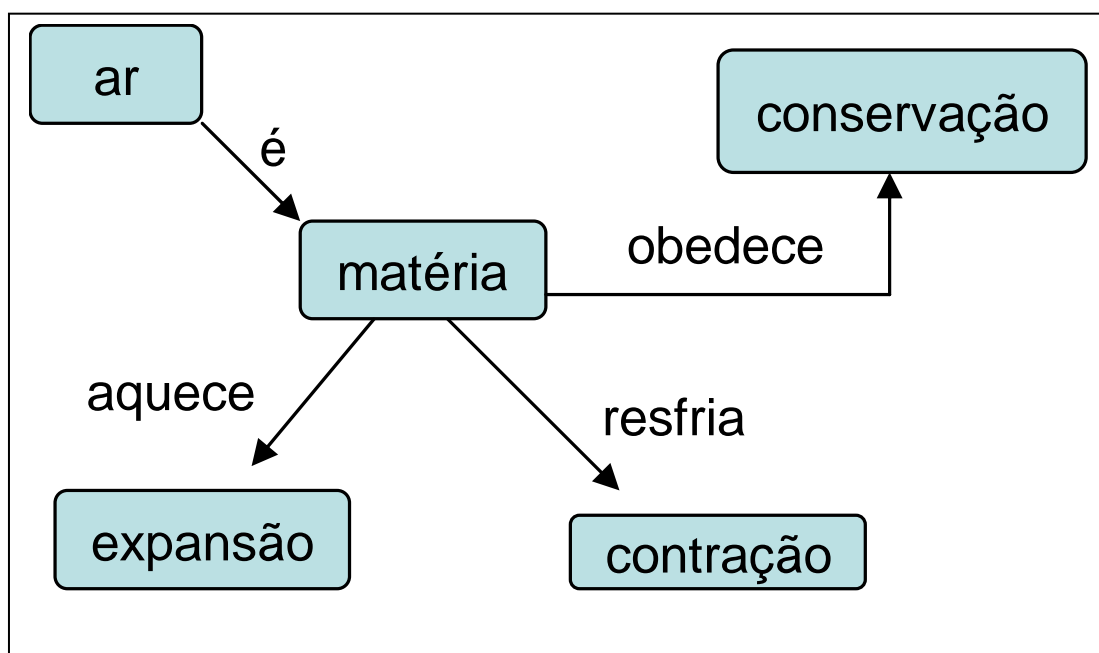 ar
conservação
é
obedece
matéria
aquece
resfria
expansão
contração